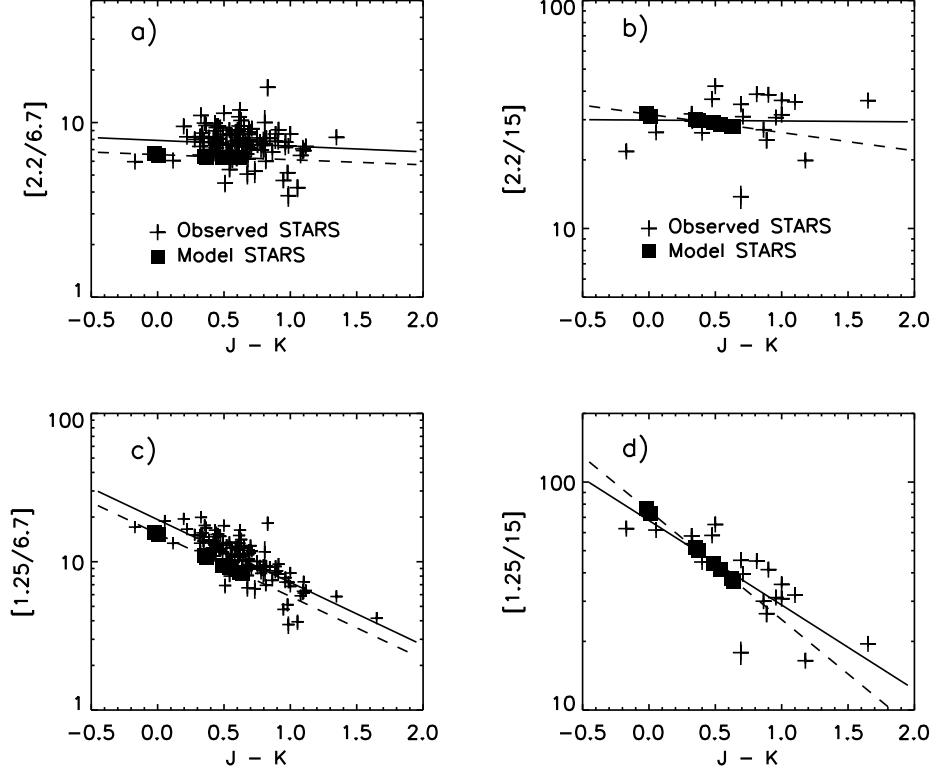 a)
10
1
[2.2/6.7]
Observed STARS
Model STARS
−0.5 0.0 0.5 1.0 1.5 2.0
J − K
b)
100
10
[2.2/15]
Observed STARS
Model STARS
−0.5 0.0 0.5 1.0 1.5 2.0
J − K
c)
100
10
1
[1.25/6.7]
−0.5 0.0 0.5 1.0 1.5 2.0
J − K
d)
100
10
[1.25/15]
−0.5 0.0 0.5 1.0 1.5 2.0
J − K